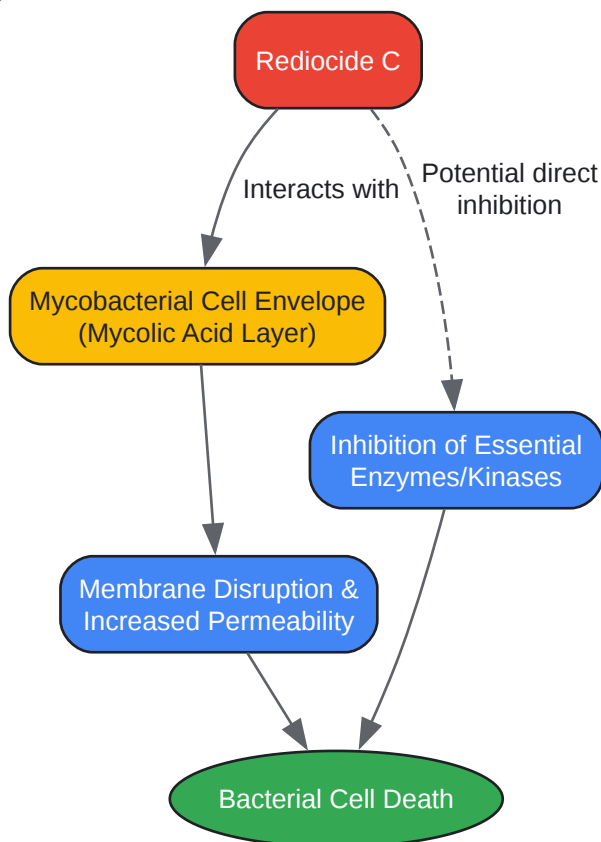 Rediocide C
Interacts with
Potential direct
inhibition
Mycobacterial Cell Envelope
(Mycolic Acid Layer)
Inhibition of Essential
Enzymes/Kinases
Membrane Disruption &
Increased Permeability
Bacterial Cell Death